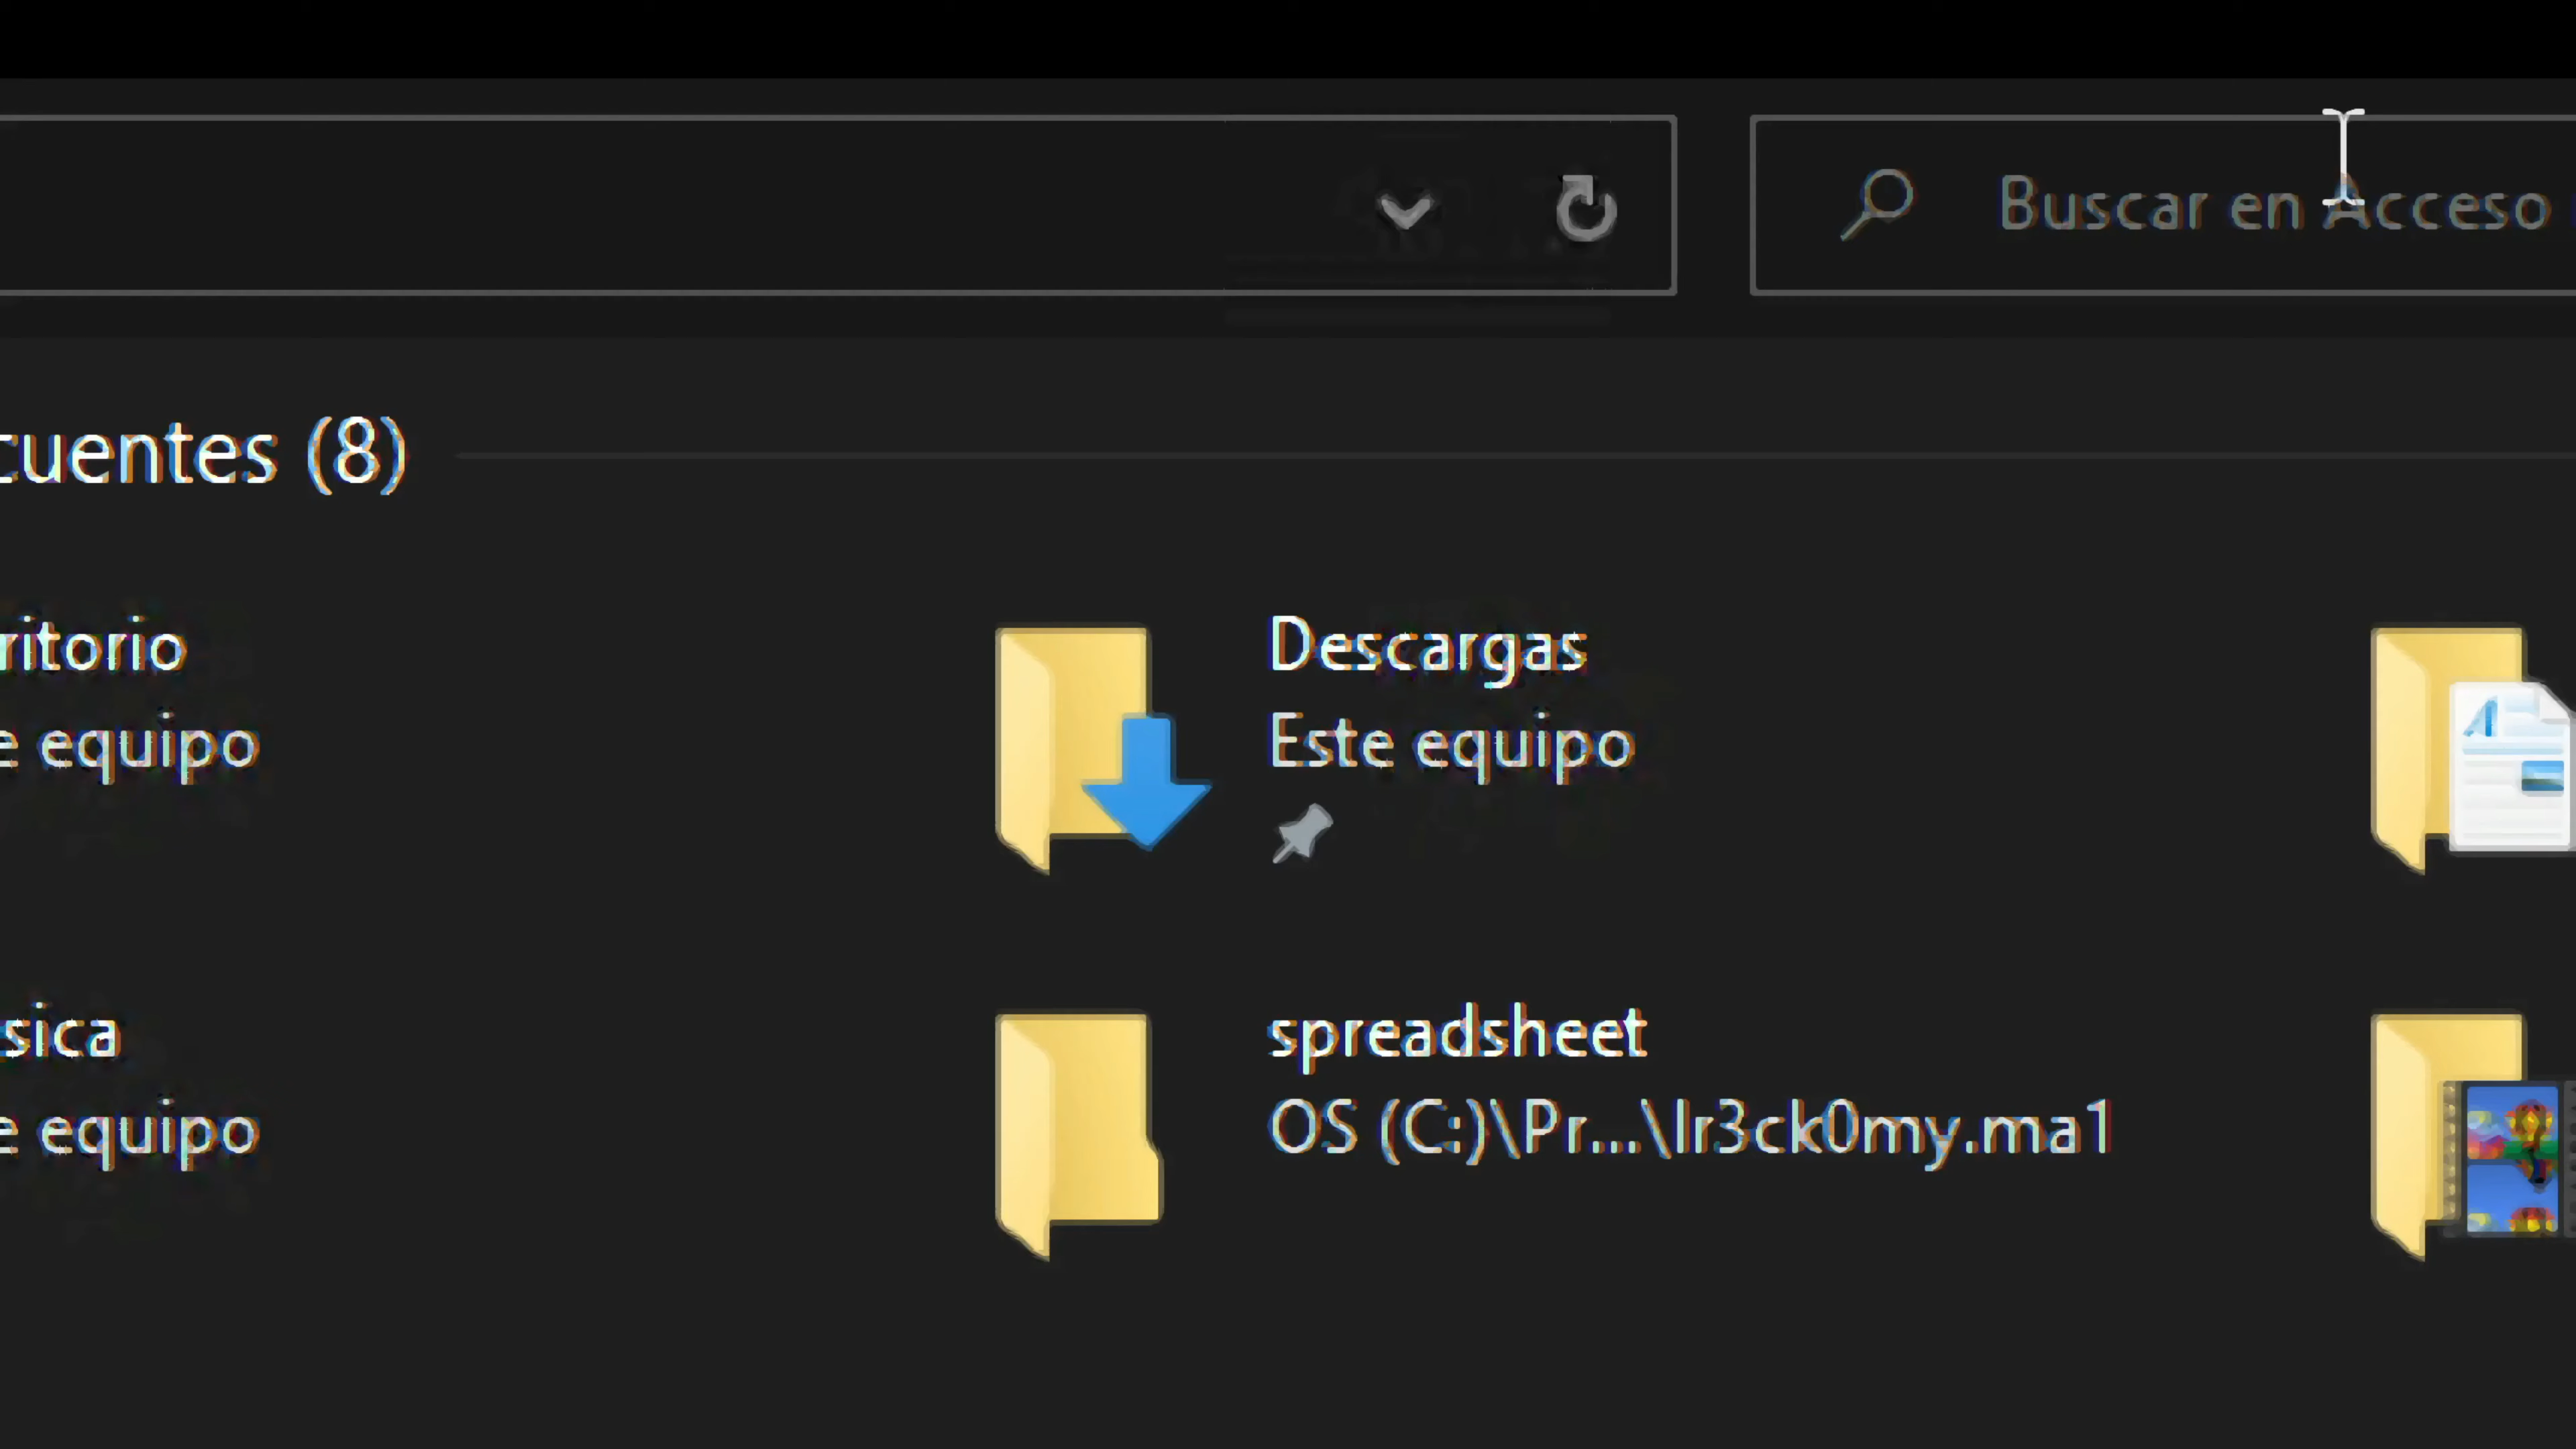 Buscar en Acceso
cuentes (8)
ritorio
e equipo
Descargas
Este equipo
sica
e equipo
spreadsheet
OS (C:)\Pr...\lr3ck0my.ma1